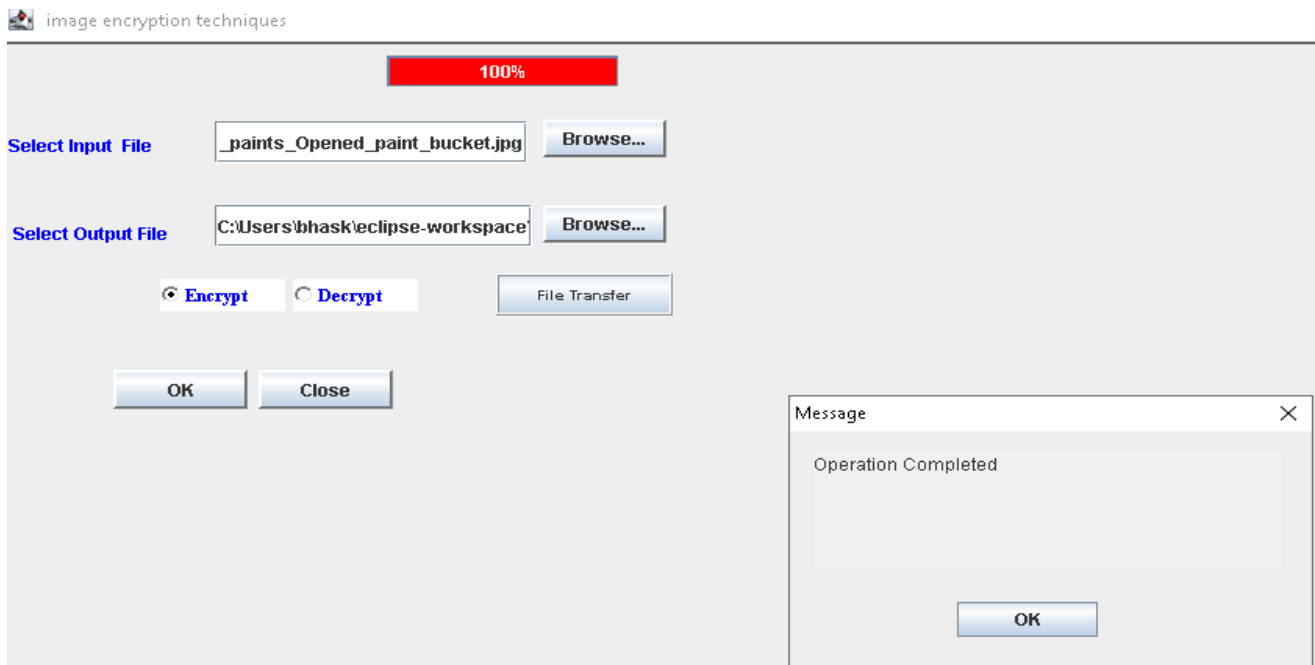 image encryption techniques
100%
Select Input File
_paints_Opened_paint_bucket.jpg
Browse...
Select Output File
C:\Users\bhask\eclipse-workspace'
Browse...
Encrypt
Decrypt
File Transfer
OK
Close
Message
Operation Completed
OK